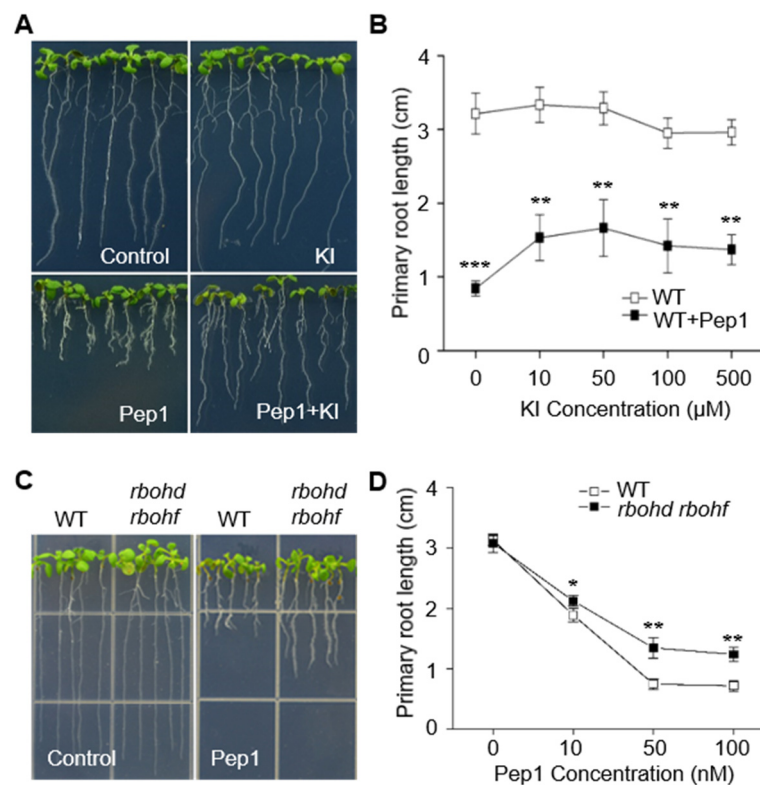 A
Control
KI
Pep1
Pep1+KI
B
Primary root length (cm)
4
3
2
1
0
***
**
**
**
**
WT
WT+Pep1
0 10 50 100 500
KI Concentration (µM)
C
WT
rbohd
rbohf
WT
rbohd
rbohf
Control
Pep1
D
Primary root length (cm)
4
3
2
1
0
WT
rbohd rbohf
*
**
**
0 10 50 100
Pep1 Concentration (nM)